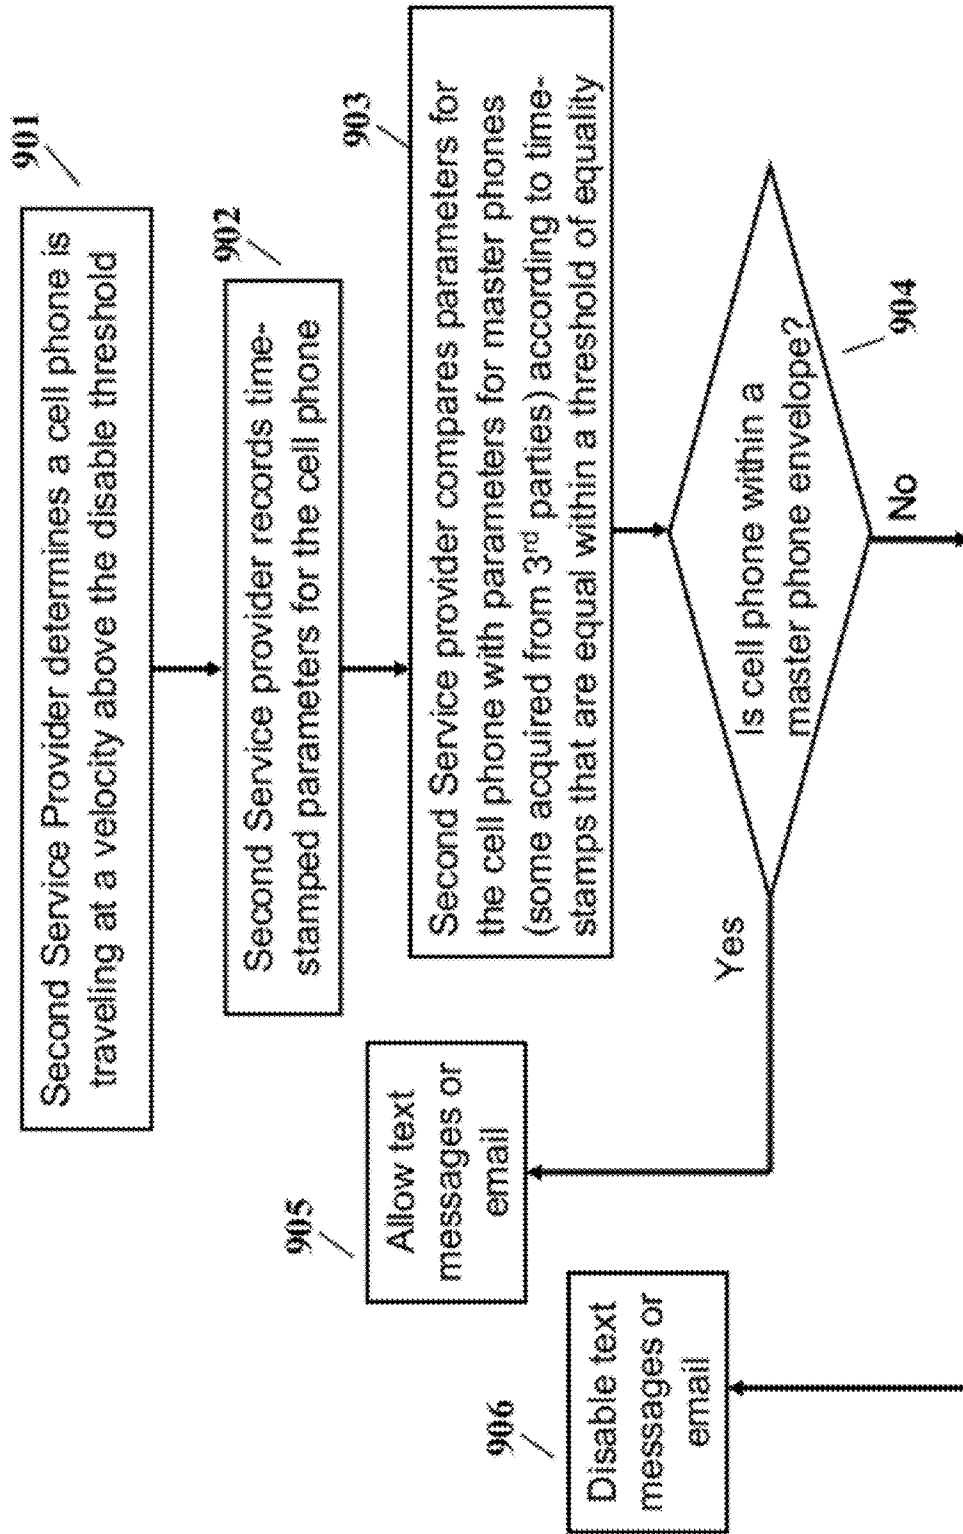 901
Second Service Provider determines a cell phone is
traveling at a velocity above the disable threshold
902
Second Service provider records time-
stamped parameters for the cell phone
903
Second Service provider compares parameters for
the cell phone with parameters for master phones
(some acquired from 3rd parties) according to time-
stamps that are equal within a threshold of equality
904
Is cell phone within a
master phone envelope?
Yes
No
905
Allow text
messages or
email
906
Disable text
messages or
email